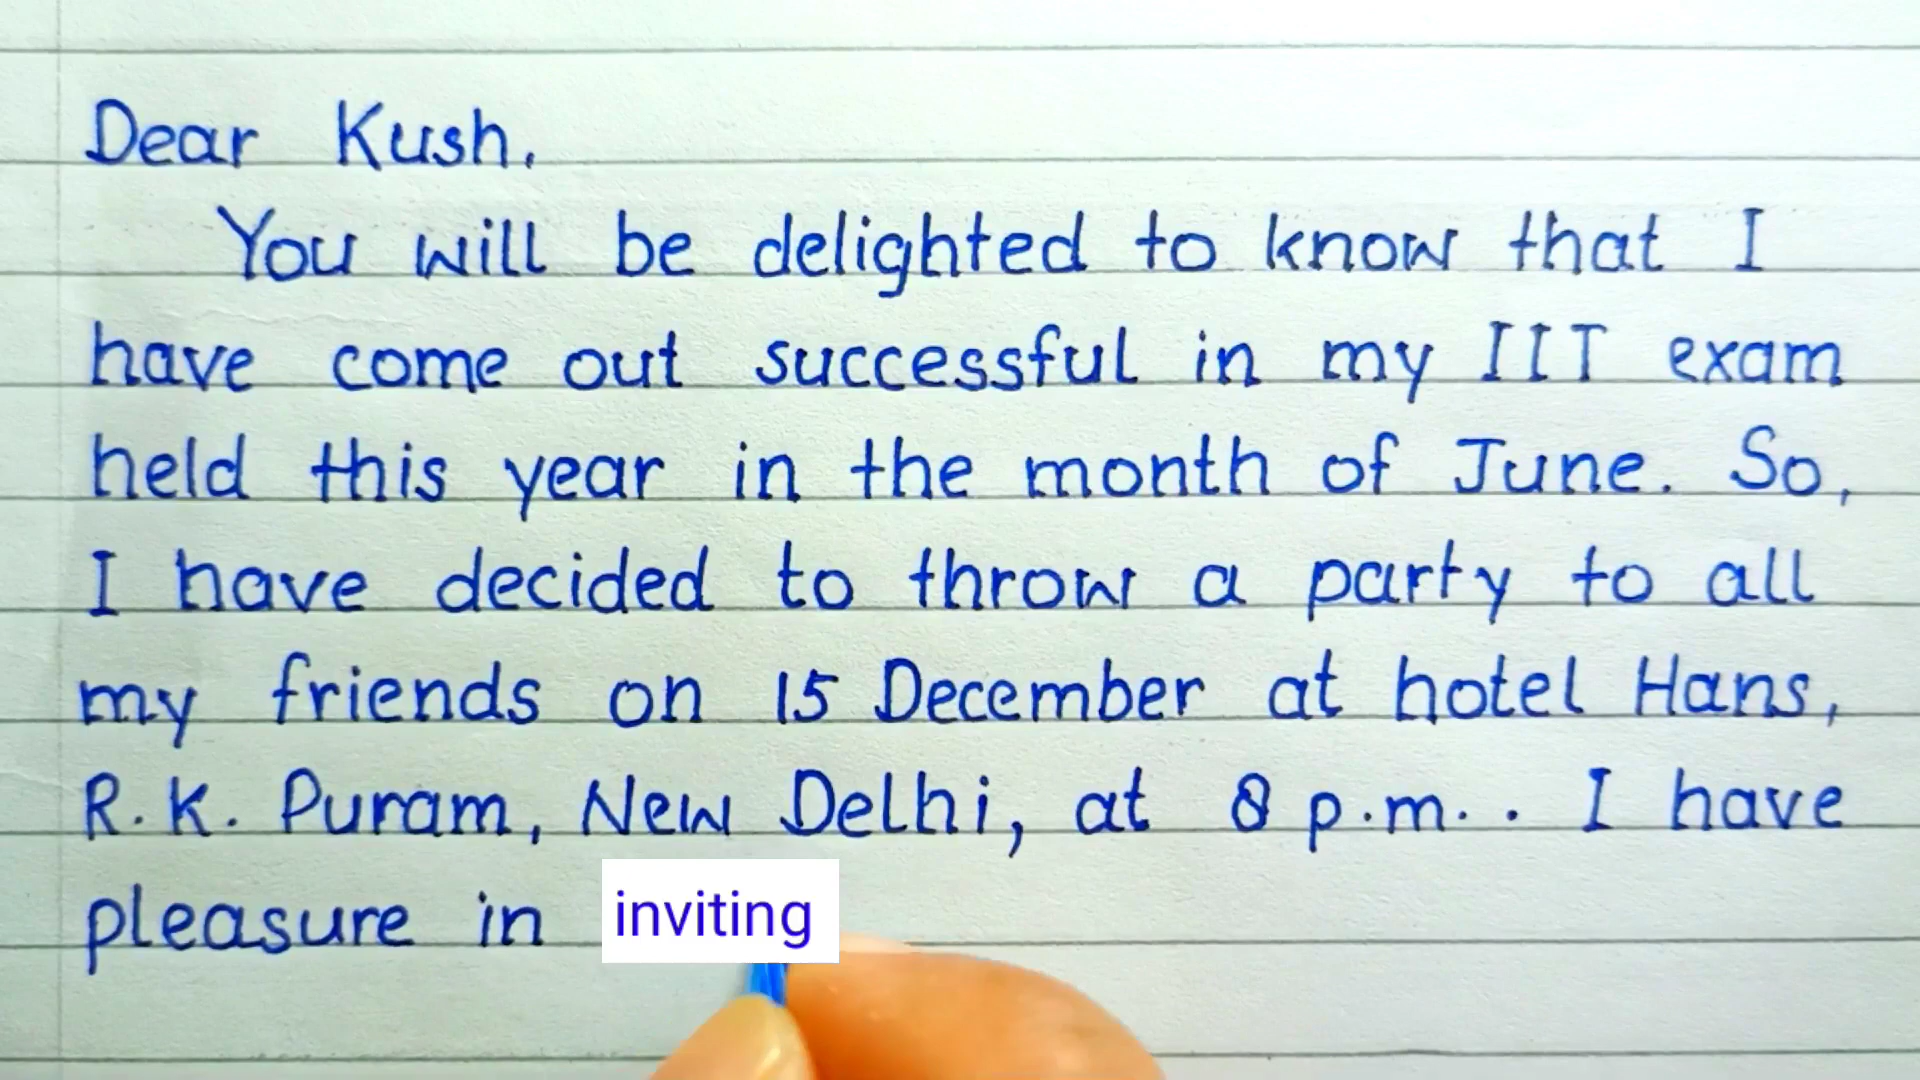 Dear Kush,
You will be delighted to know that I
have come out successful in my IIT exam
held this year in the month of June. So,
I have decided to throw a party to all
my friends on 15 December at hotel Hans,
R.K. Puram, New Delhi, at 8 p.m.. I have
pleasure in inviting